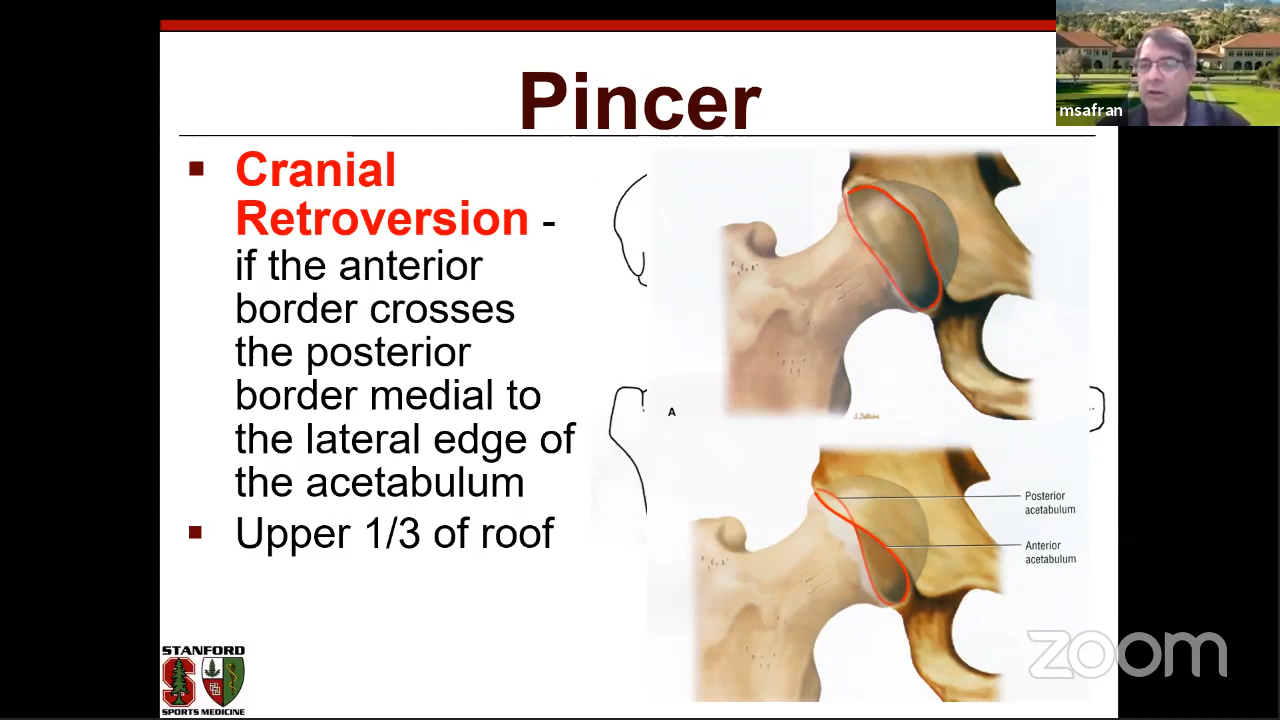 Pincer
msafran
▪ Cranial
Retroversion -
if the anterior
border crosses
the posterior
border medial to
the lateral edge of
the acetabulum
▪ Upper 1/3 of roof
A
Posterior
acetabulum
Anterior
acetabulum
STANFORD
S
SPORTS MEDICINE
zoom